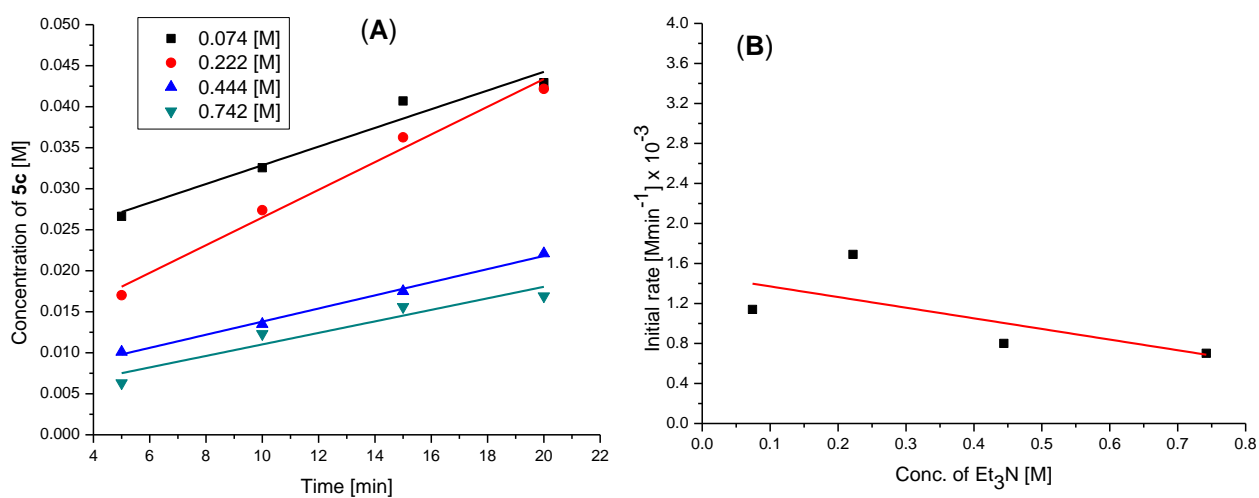 (A)
0.074 [M]
0.222 [M]
0.444 [M]
0.742 [M]
Concentration of 5c [M]
0.050
0.045
0.040
0.035
0.030
0.025
0.020
0.015
0.010
0.005
0.000
4 6 8 10 12 14 16 18 20 22
Time [min]
(B)
Initial rate [Mmin⁻¹] x 10⁻³
4.0
3.6
3.2
2.8
2.4
2.0
1.6
1.2
0.8
0.4
0.0
0.0 0.1 0.2 0.3 0.4 0.5 0.6 0.7 0.8
Conc. of Et₃N [M]